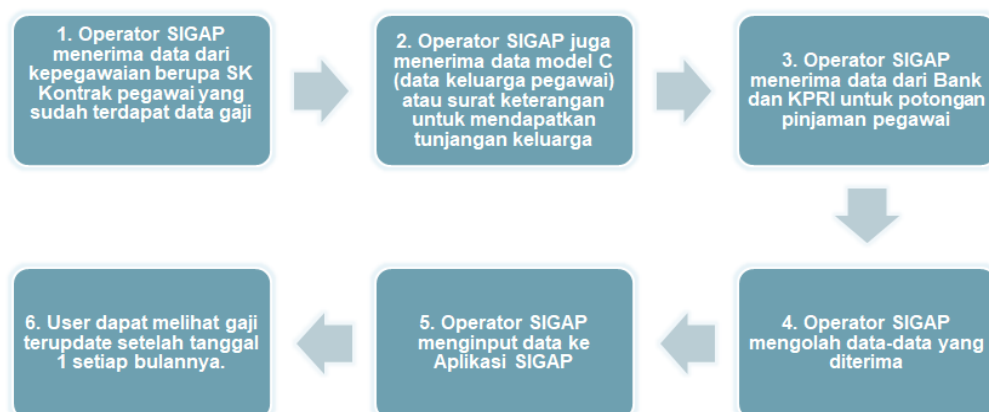 1. Operator SIGAP
menerima data dari
kepegawaian berupa SK
Kontrak pegawai yang
sudah terdapat data gaji
2. Operator SIGAP juga
menerima data model C
(data keluarga pegawai)
atau surat keterangan
untuk mendapatkan
tunjangan keluarga
3. Operator SIGAP
menerima data dari Bank
dan KPRI untuk potongan
pinjaman pegawai
4. Operator SIGAP
mengolah data-data yang
diterima
5. Operator SIGAP
menginput data ke
Aplikasi SIGAP
6. User dapat melihat gaji
terupdate setelah tanggal
1 setiap bulannya.